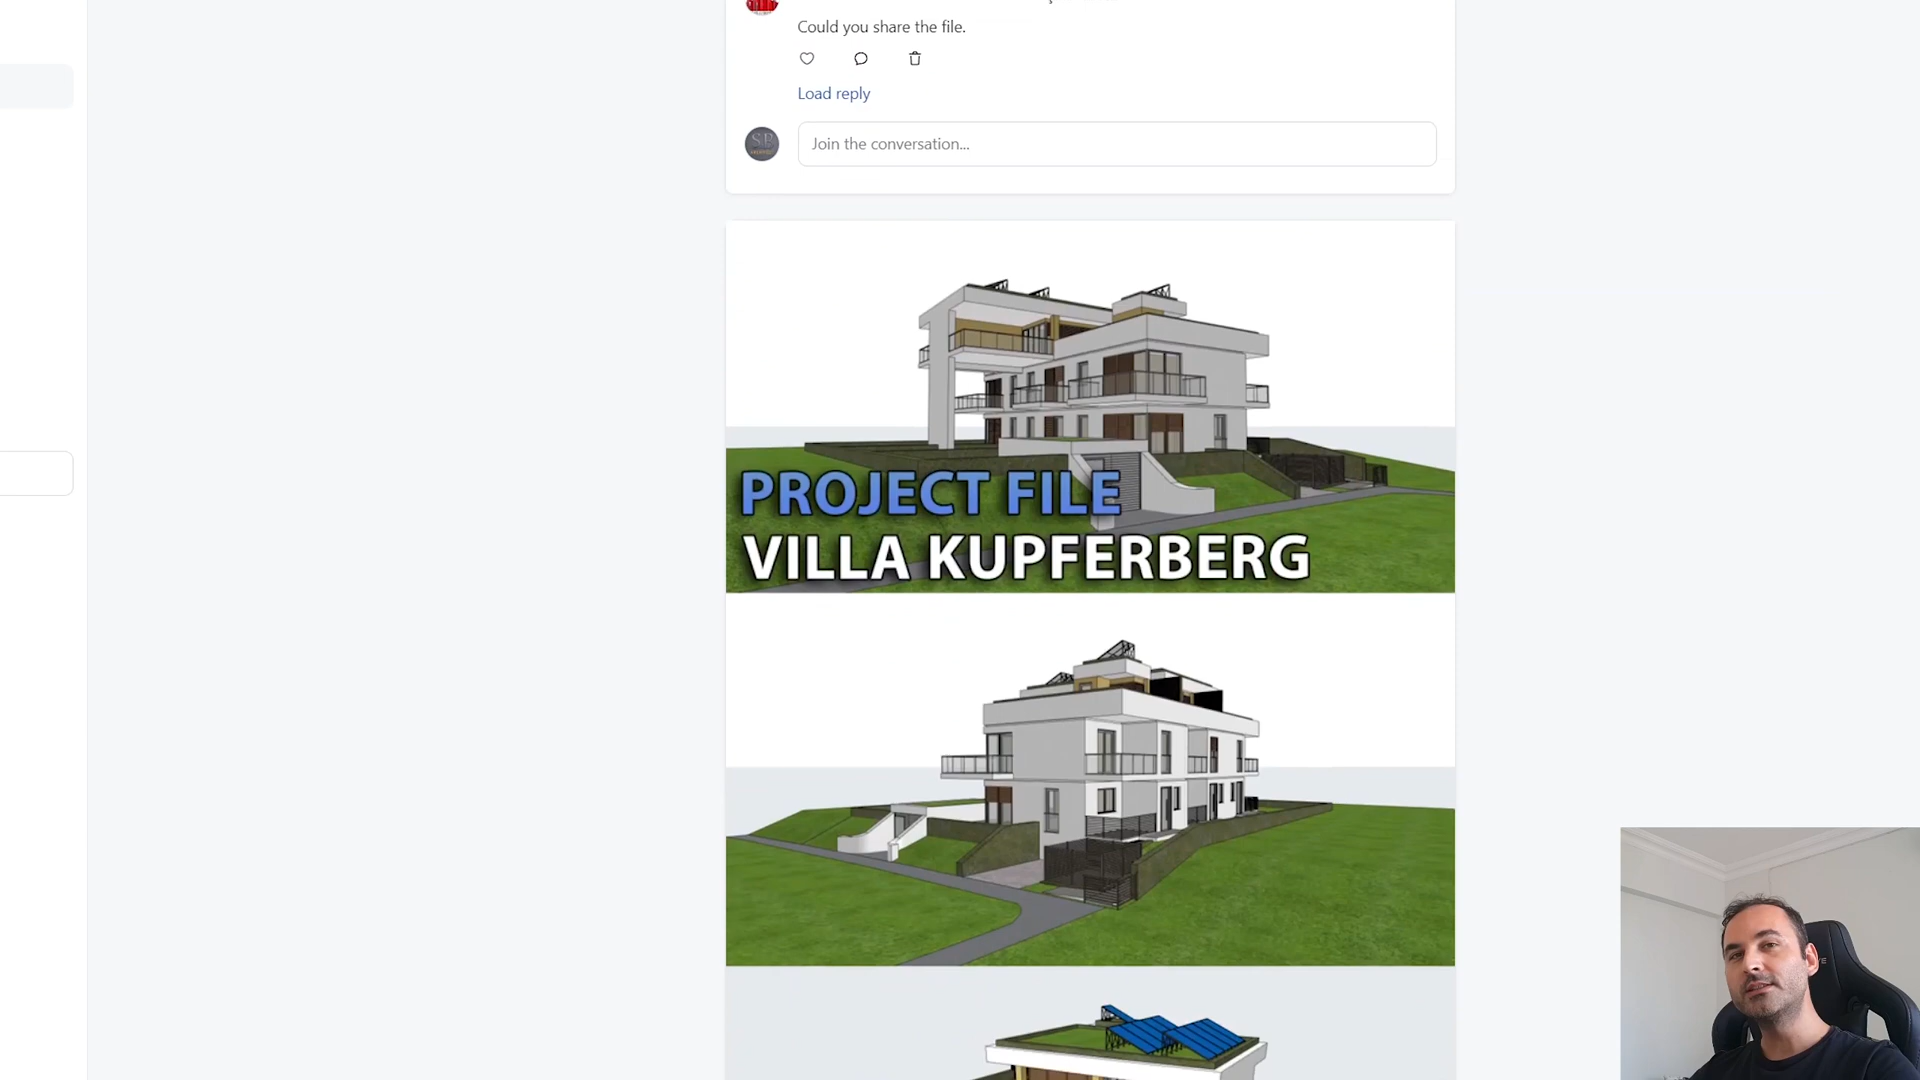 Could you share the file.
Load reply
Join the conversation...
PROJECT FILE
VILLA KUPFERBERG